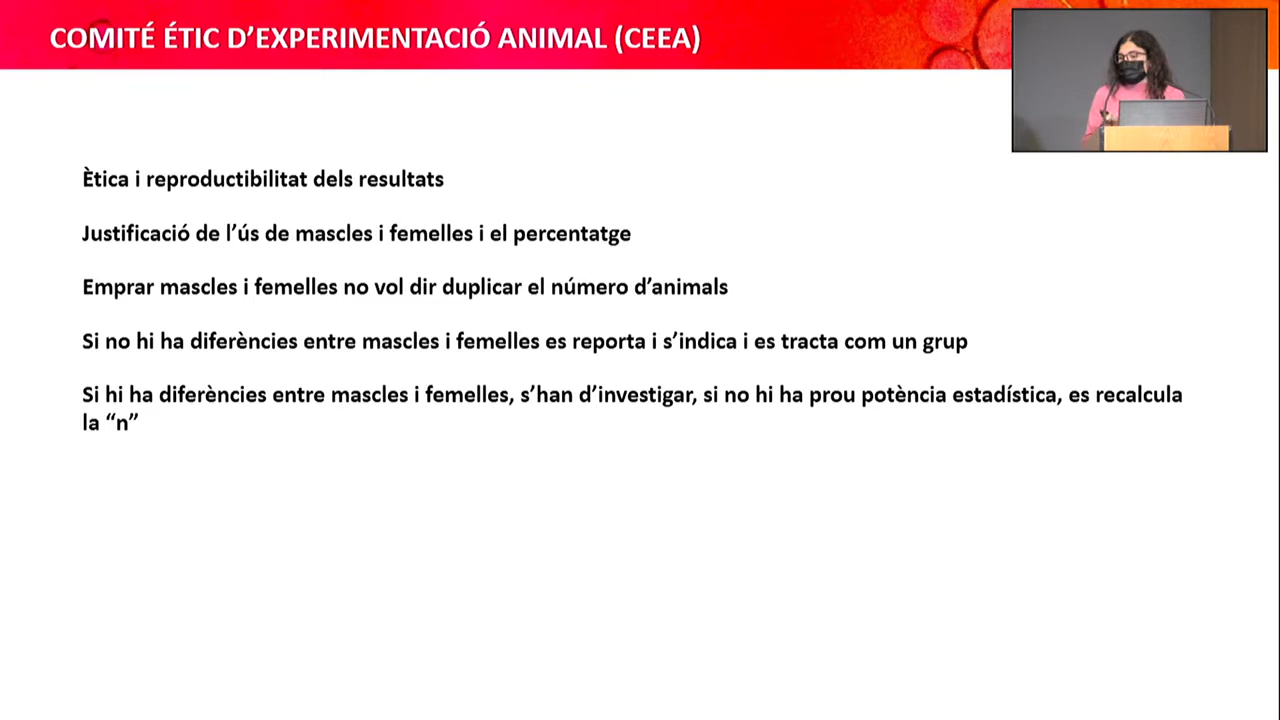 COMITÉ ÉTIC D'EXPERIMENTACIÓ ANIMAL (CEEA)
Ètica i reproductibilitat dels resultats
Justificació de l'ús de mascles i femelles i el percentatge
Emprar mascles i femelles no vol dir duplicar el número d'animals
Si no hi ha diferències entre mascles i femelles es reporta i s'indica i es tracta com un grup
Si hi ha diferències entre mascles i femelles, s'han d'investigar, si no hi ha prou potència estadística, es recalcula
la “n”